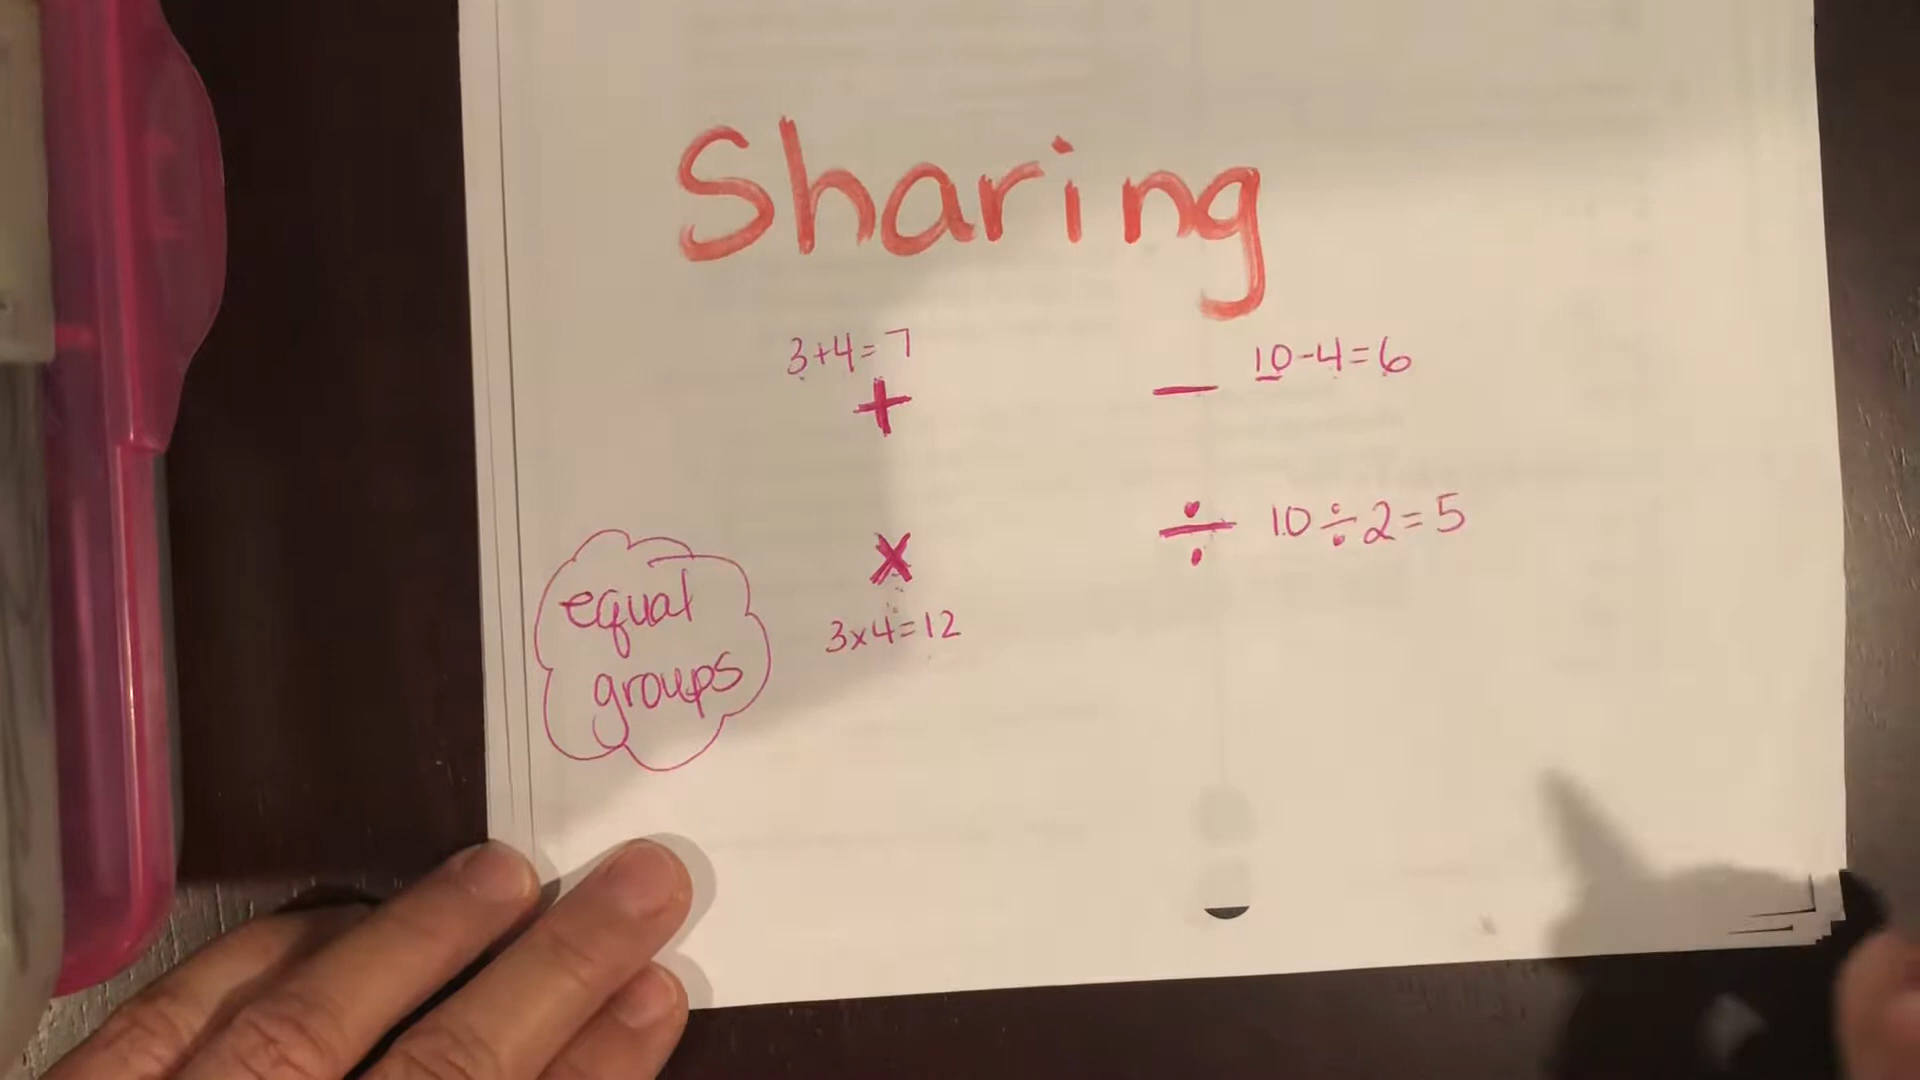 Sharing
3+4=7
+
10-4=6
−
÷ 10÷2=5
×
3x4=12
equal
groups